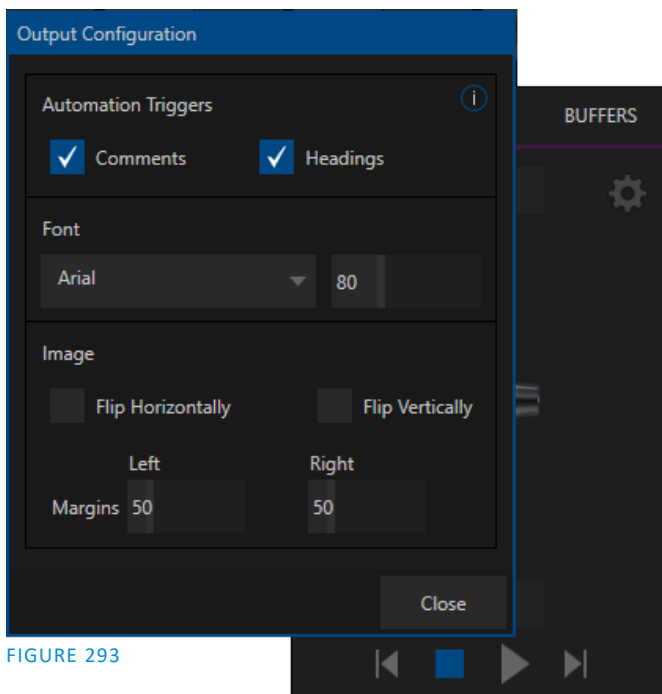 Output Configuration
Automation Triggers
BUFFERS
Comments
Headings
Font
Arial
80
Image
Flip Horizontally
Flip Vertically
Left
Right
Margins 50
50
Close
FIGURE 293